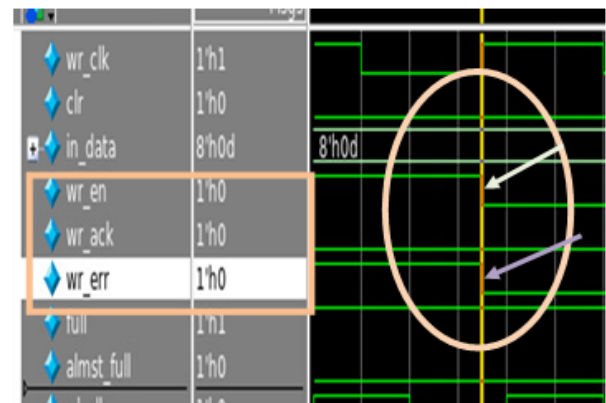 Msgs
wr_clk 1'h1
clr 1'h0
in_data 8'h0d 8'h0d
wr_en 1'h0
wr_ack 1'h0
wr_err 1'h0
full 1'h1
almst_full 1'h0